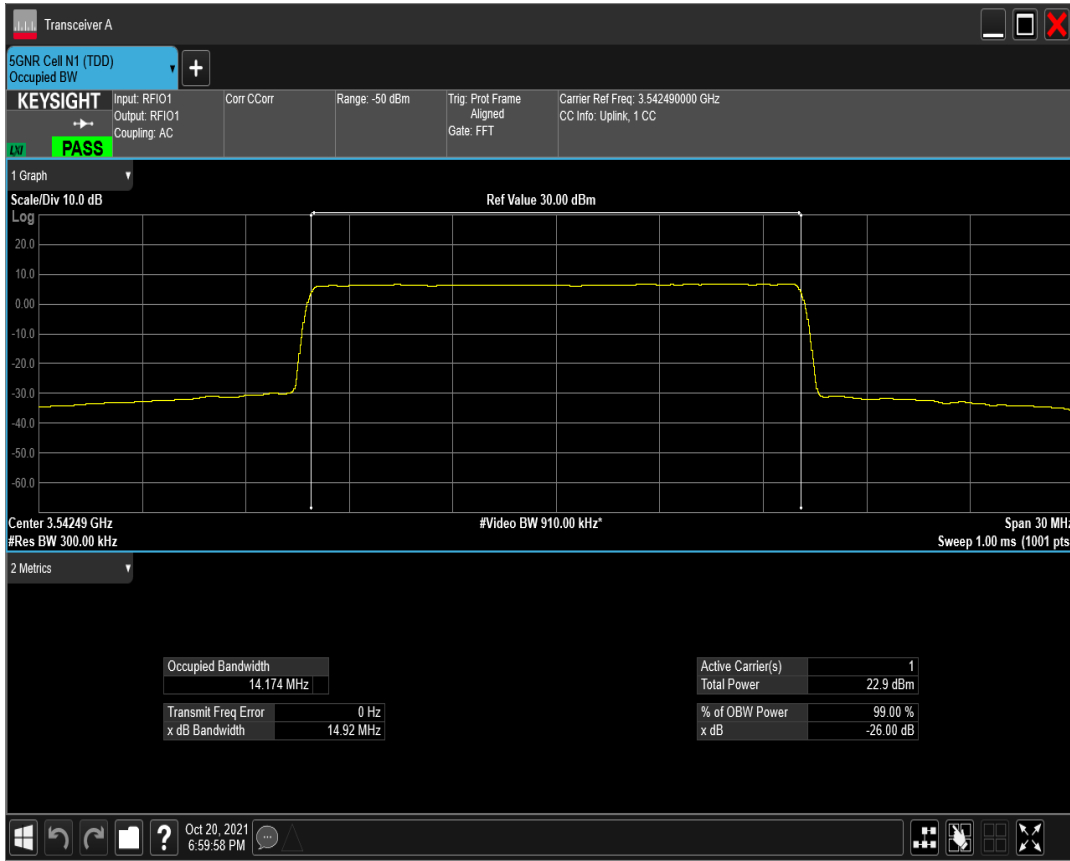 Transceiver A
5GNR Cell N1 (TDD)
Occupied BW
+
KEYSIGHT
LXI
PASS
Input: RFIO1
Output: RFIO1
Coupling: AC
Corr CCorr
Range: -50 dBm
Trig: Prot Frame
Aligned
Gate: FFT
Carrier Ref Freq: 3.542490000 GHz
CC Info: Uplink, 1 CC
1 Graph
Scale/Div 10.0 dB
Ref Value 30.00 dBm
Log
20.0
10.0
0.00
-10.0
-20.0
-30.0
-40.0
-50.0
-60.0
Center 3.54249 GHz
#Video BW 910.00 kHz*
Span 30 MHz
#Res BW 300.00 kHz
Sweep 1.00 ms (1001 pts
2 Metrics
Occupied Bandwidth
14.174 MHz
Transmit Freq Error 0 Hz
x dB Bandwidth 14.92 MHz
Active Carrier(s) 1
Total Power 22.9 dBm
% of OBW Power 99.00 %
x dB -26.00 dB
?
Oct 20, 2021
6:59:58 PM